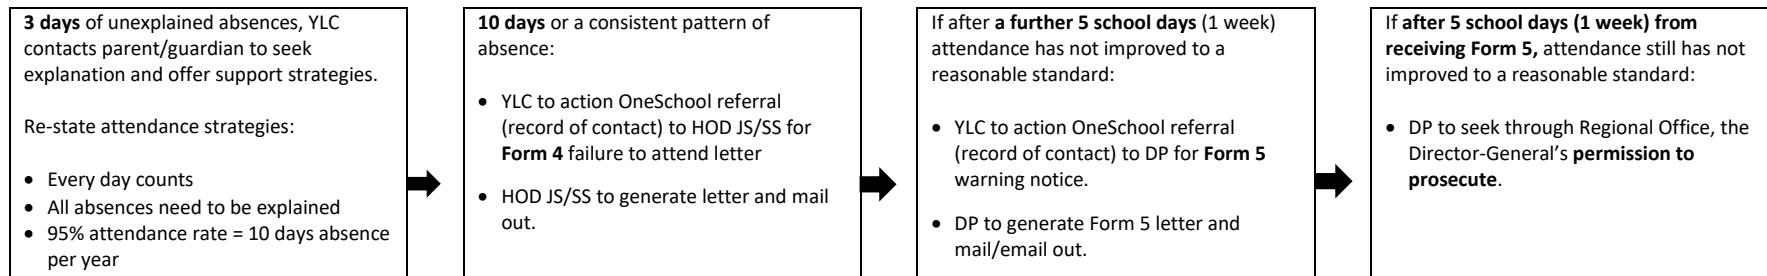 3 days of unexplained absences, YLC
contacts parent/guardian to seek
explanation and offer support strategies.
Re-state attendance strategies:
• Every day counts
• All absences need to be explained
• 95% attendance rate = 10 days absence
per year
10 days or a consistent pattern of
absence:
• YLC to action OneSchool referral
(record of contact) to HOD JS/SS for
Form 4 failure to attend letter
• HOD JS/SS to generate letter and mail
out.
If after a further 5 school days (1 week)
attendance has not improved to a
reasonable standard:
• YLC to action OneSchool referral
(record of contact) to DP for Form 5
warning notice.
• DP to generate Form 5 letter and
mail/email out.
If after 5 school days (1 week) from
receiving Form 5, attendance still has not
improved to a reasonable standard:
• DP to seek through Regional Office, the
Director-General's permission to
prosecute.